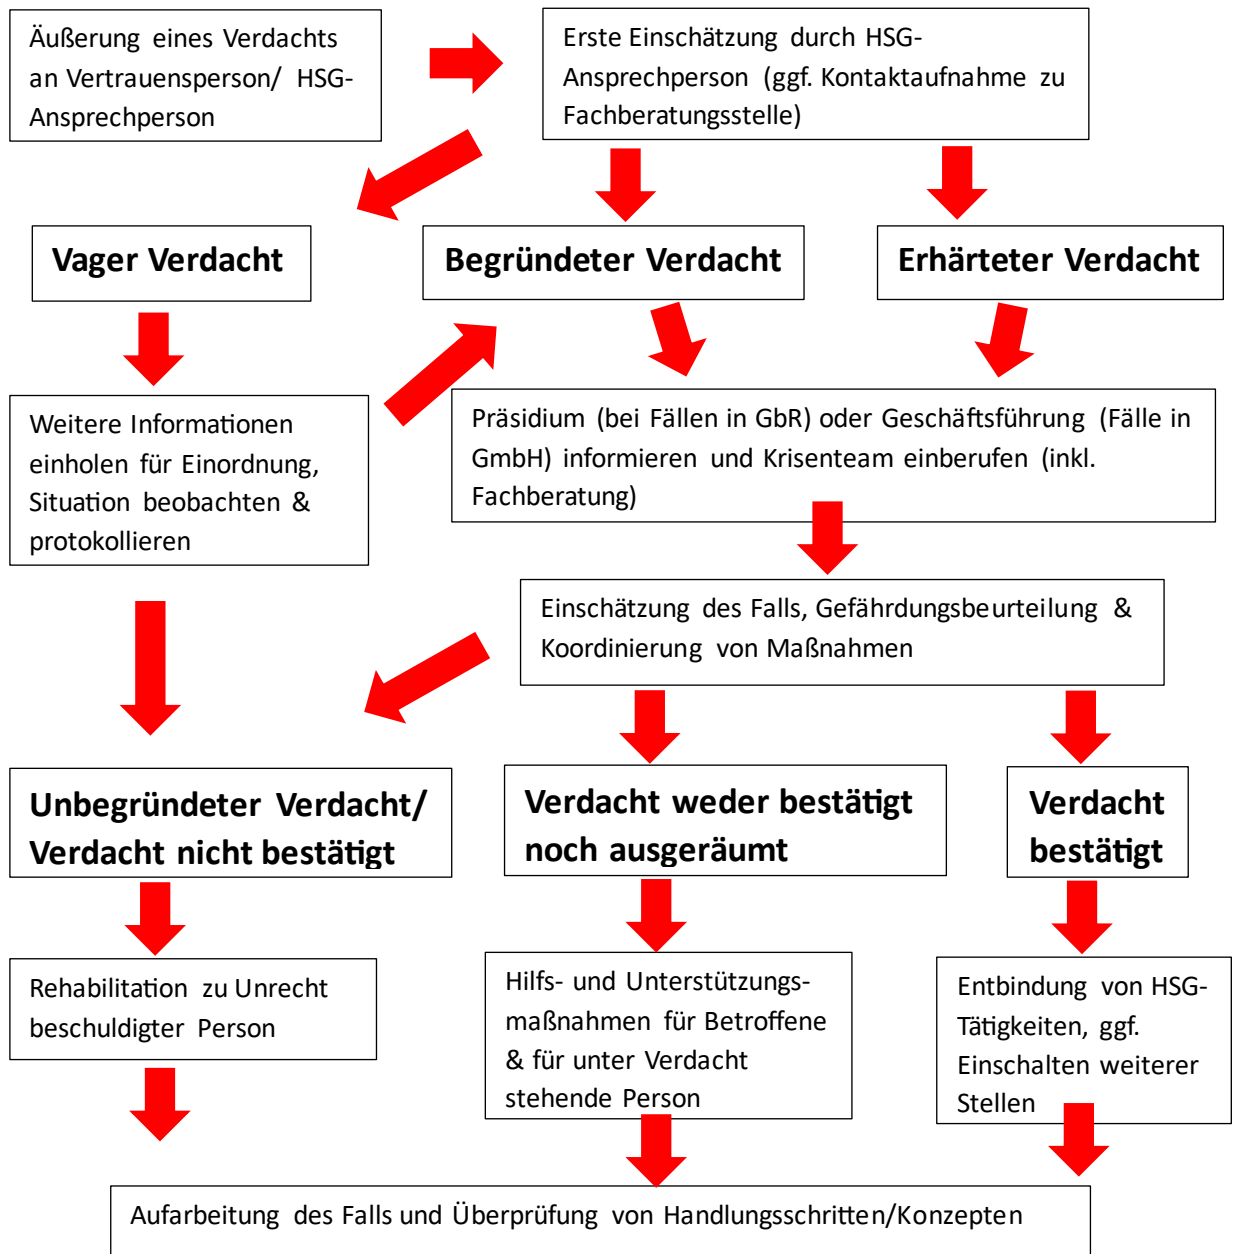 Äußerung eines Verdachts
an Vertrauensperson/ HSG-
Ansprechperson
Erste Einschätzung durch HSG-
Ansprechperson (ggf. Kontaktaufnahme zu
Fachberatungsstelle)
Vager Verdacht
Begründeter Verdacht
Erhärteter Verdacht
Weitere Informationen
einholen für Einordnung,
Situation beobachten &
protokollieren
Präsidium (bei Fällen in GbR) oder Geschäftsführung (Fälle in
GmbH) informieren und Krisenteam einberufen (inkl.
Fachberatung)
Einschätzung des Falls, Gefährdungsbeurteilung &
Koordinierung von Maßnahmen
Unbegründeter Verdacht/
Verdacht nicht bestätigt
Verdacht weder bestätigt
noch ausgeräumt
Verdacht
bestätigt
Rehabilitation zu Unrecht
beschuldigter Person
Hilfs- und Unterstützungs-
maßnahmen für Betroffene
& für unter Verdacht
stehende Person
Entbindung von HSG-
Tätigkeiten, ggf.
Einschalten weiterer
Stellen
Aufarbeitung des Falls und Überprüfung von Handlungsschritten/Konzepten